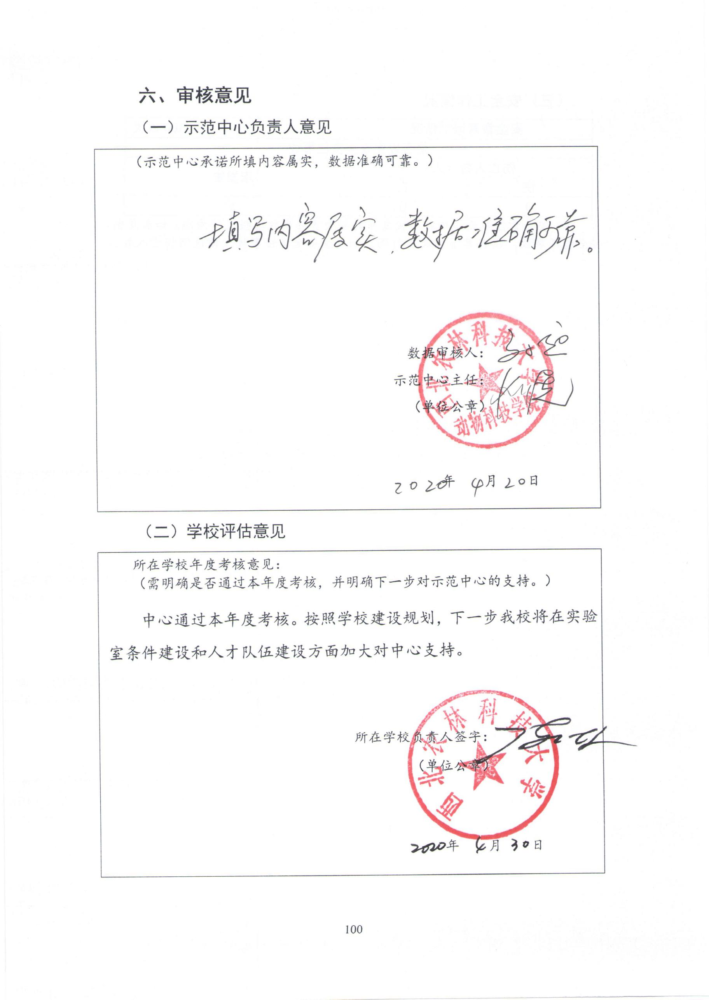 六、审核意见
（一）示范中心负责人意见
（示范中心承诺所填内容属实，数据准确可靠。）
填写内容属实，数据准确可靠。
数据审核人：
示范中心主任：
（单位公章）
西北农林科技大学
动物科技学院
2020年 4月20日
（二）学校评估意见
所在学校年度考核意见：
（需明确是否通过本年度考核，并明确下一步对示范中心的支持。）
中心通过本年度考核。按照学校建设规划，下一步我校将在实验
室条件建设和人才队伍建设方面加大对中心支持。
所在学校负责人签字：
（单位公章）
西北农林科技大学
2020年 4月30日
100